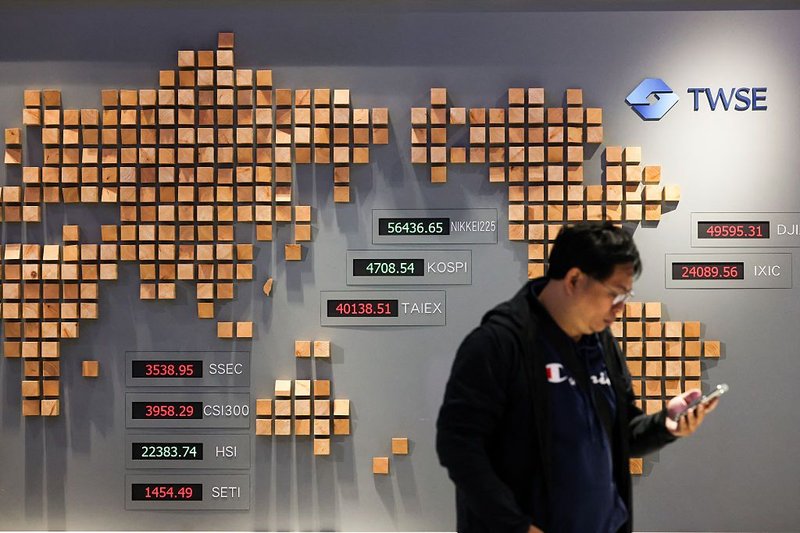 TWSE
56436.65 NIKKEI225
49595.31 DJI
4708.54 KOSPI
24089.56 IXIC
40138.51 TAIEX
3538.95 SSEC
3958.29 CSI300
22383.74 HSI
1454.49 SETI